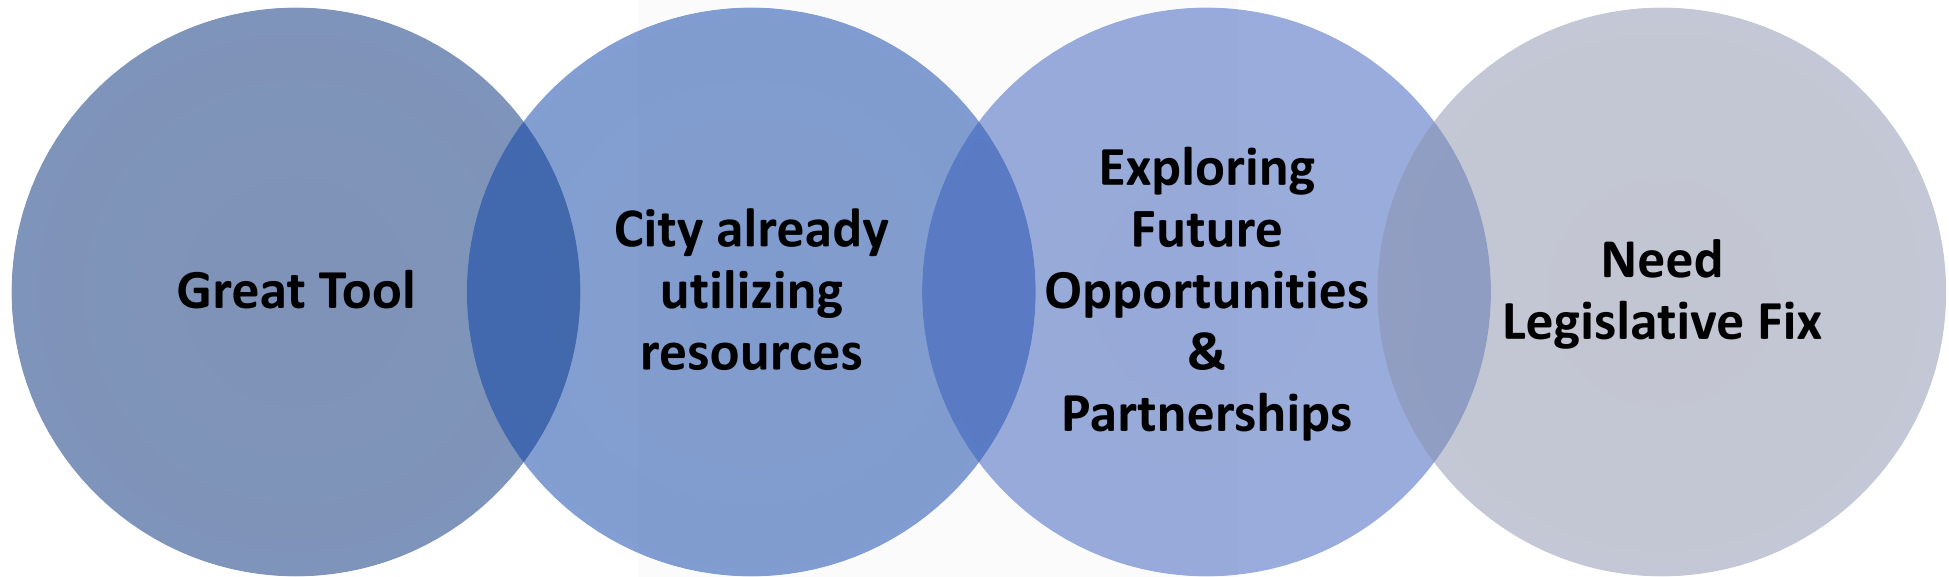 Great Tool
City already
utilizing
resources
Exploring
Future
Opportunities
&
Partnerships
Need
Legislative Fix